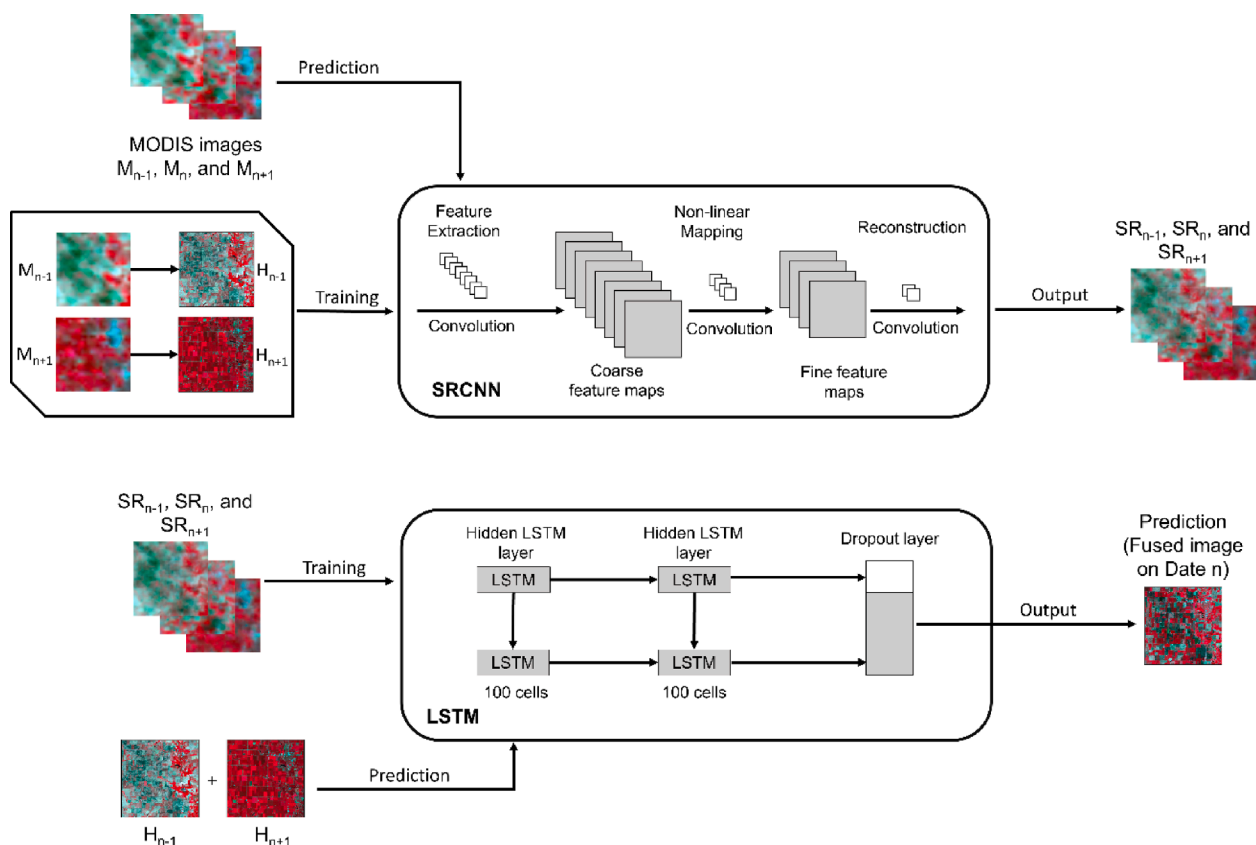 Prediction
MODIS images
Mn-1, Mn, and Mn+1
Mn-1
Hn-1
Mn+1
Hn+1
Training
Feature
Extraction
Convolution
Coarse
feature maps
Non-linear
Mapping
Convolution
Fine feature
maps
Reconstruction
Convolution
SRCNN
Output
SRn-1, SRn, and
SRn+1
SRn-1, SRn, and
SRn+1
Training
Hidden LSTM
layer
LSTM
LSTM
100 cells
Hidden LSTM
layer
LSTM
LSTM
100 cells
Dropout layer
LSTM
Output
Prediction
(Fused image
on Date n)
+
Hn-1
Hn+1
Prediction